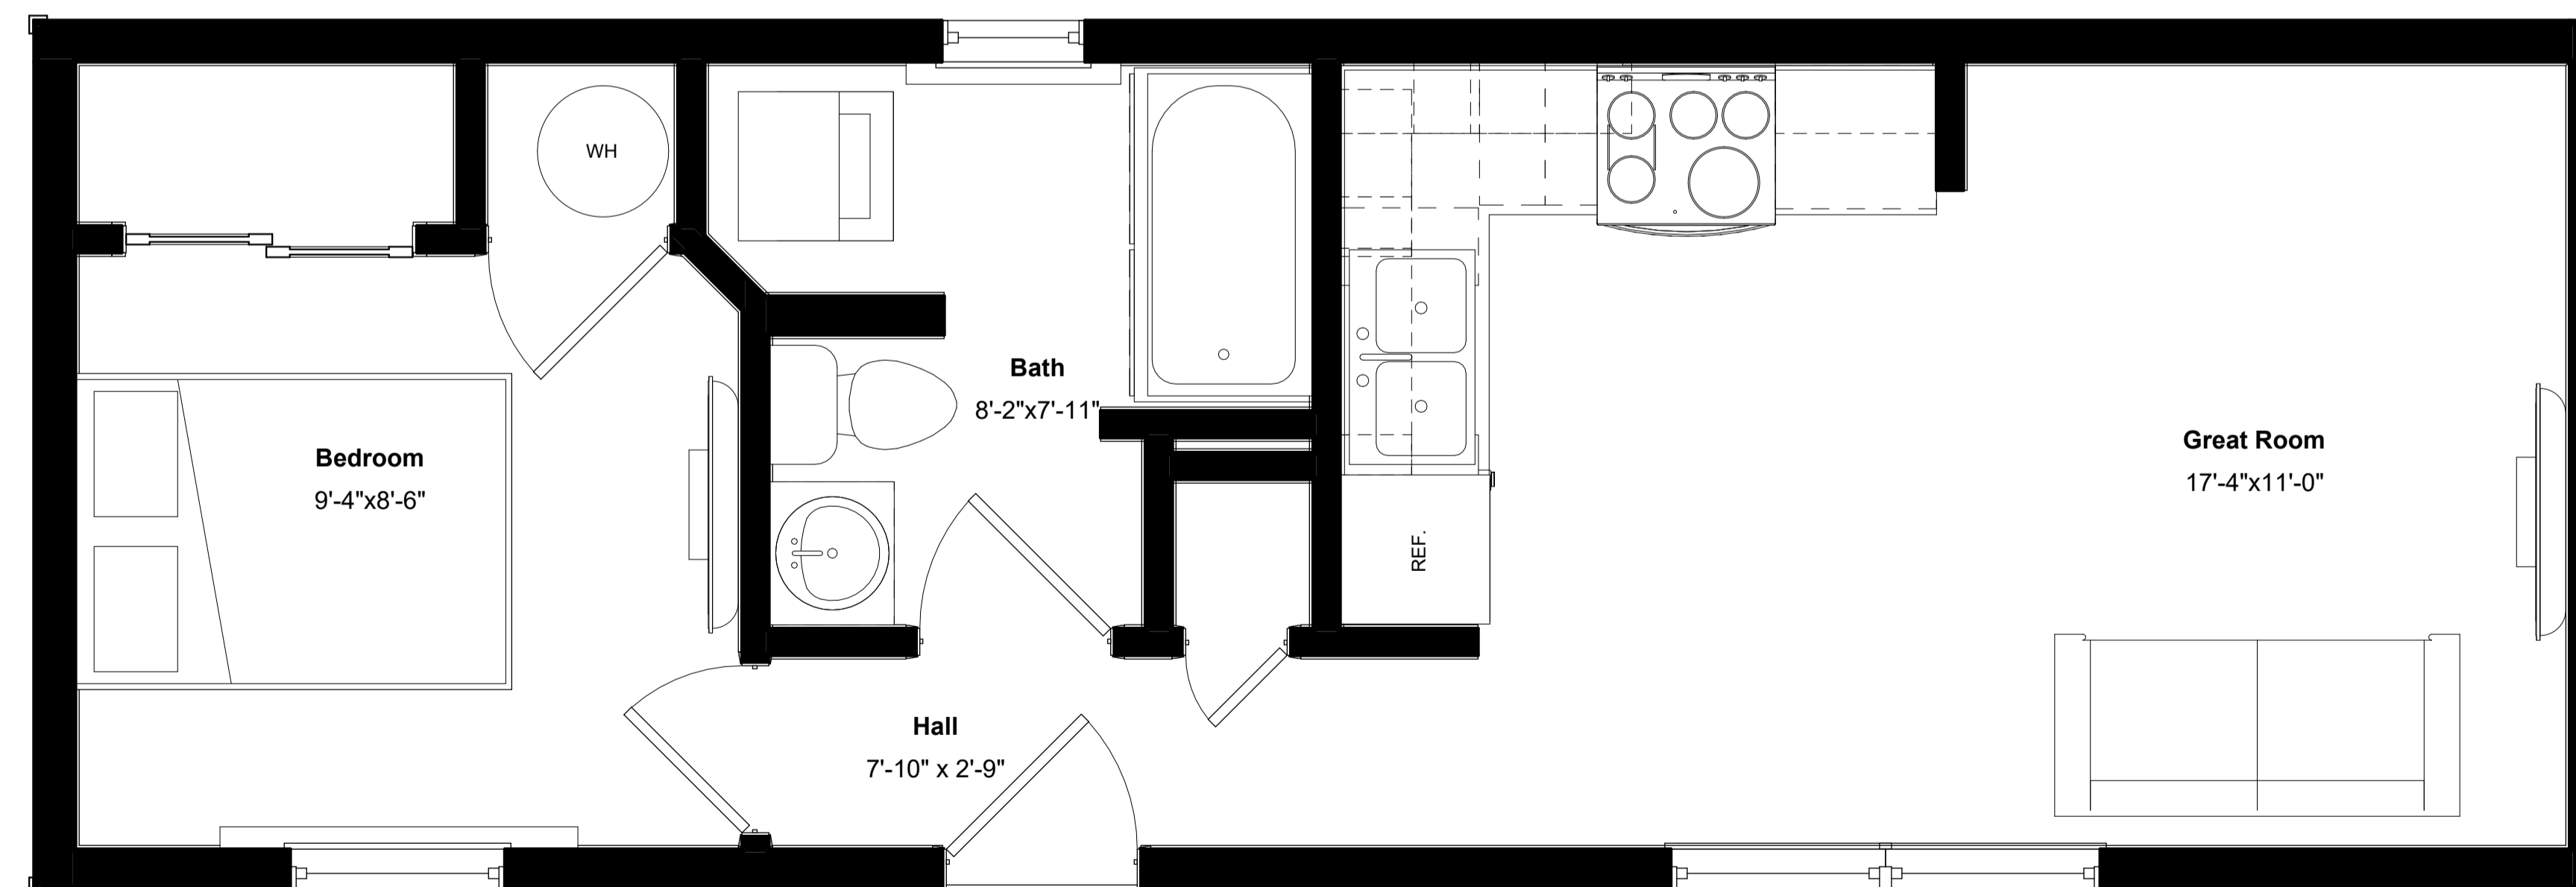 WH
Bath
8'-2"x7'-11"
Bedroom
9'-4"x8'-6"
REF.
Great Room
17'-4"x11'-0"
Hall
7'-10" x 2'-9"